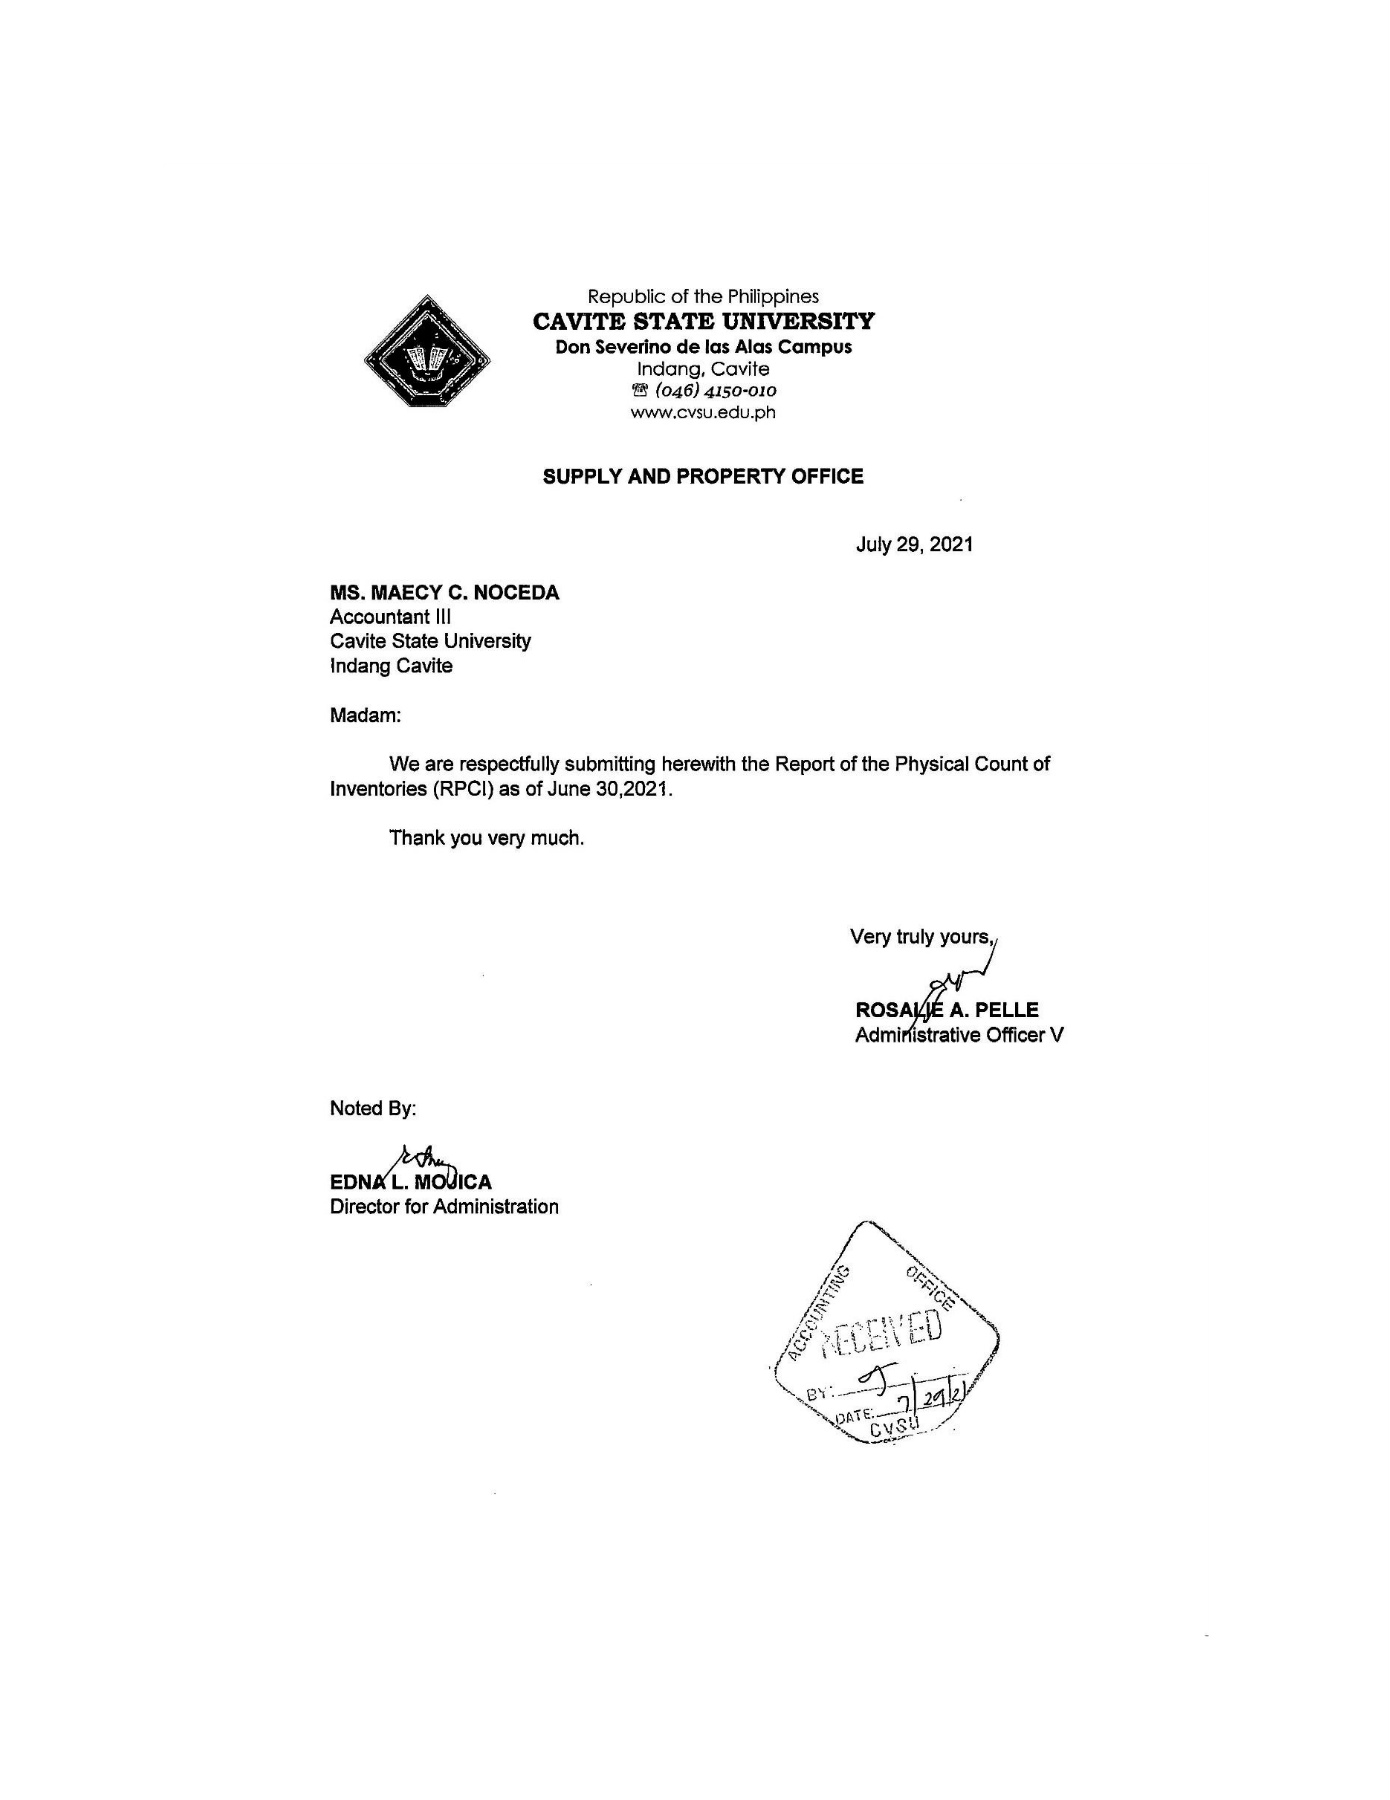 Republic of the Philippines
CAVITE STATE UNIVERSITY
Don Severino de las Alas Campus
Indang, Cavite
☏ (046) 4150-010
www.cvsu.edu.ph
SUPPLY AND PROPERTY OFFICE
July 29, 2021
MS. MAECY C. NOCEDA
Accountant III
Cavite State University
Indang Cavite
Madam:
We are respectfully submitting herewith the Report of the Physical Count of
Inventories (RPCI) as of June 30,2021.
Thank you very much.
Very truly yours,
ROSALIE A. PELLE
Administrative Officer V
Noted By:
EDNA L. MOJICA
Director for Administration
ACCOUNTING OFFICE
RECEIVED
BY:
DATE: 7/29/21
CVSU